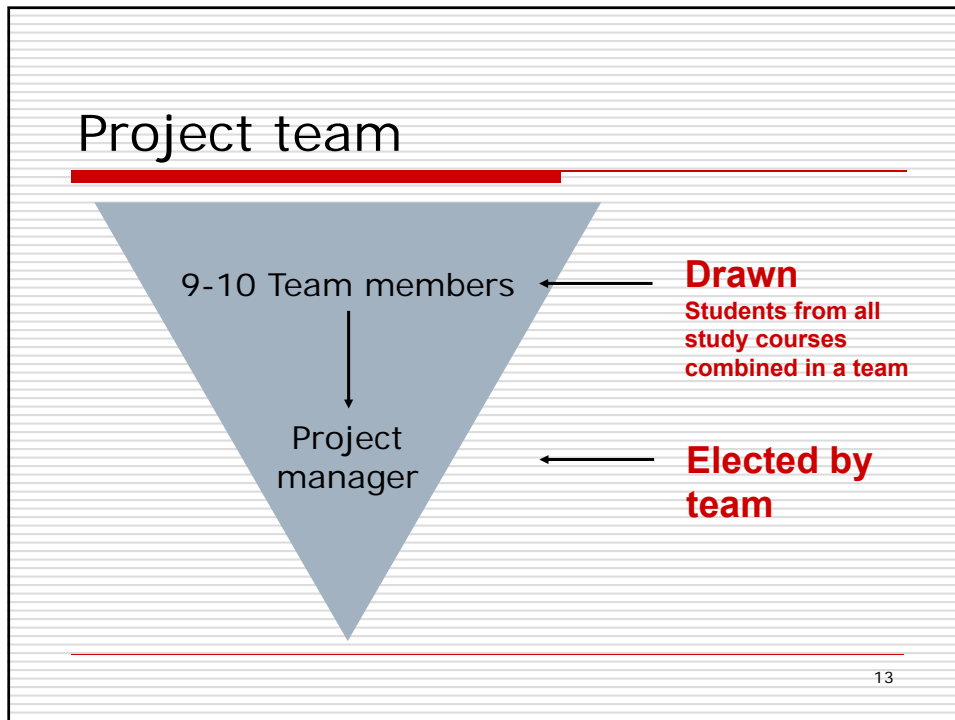 Project team
9-10 Team members
Drawn
Students from all
study courses
combined in a team
Project
manager
Elected by
team
13